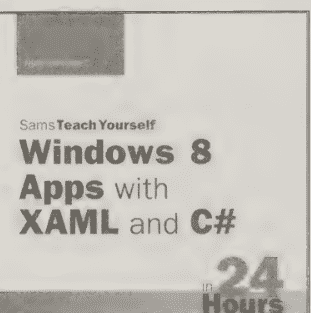 Sams Teach Yourself
Windows 8
Apps with
XAML and C#
in 24
Hours